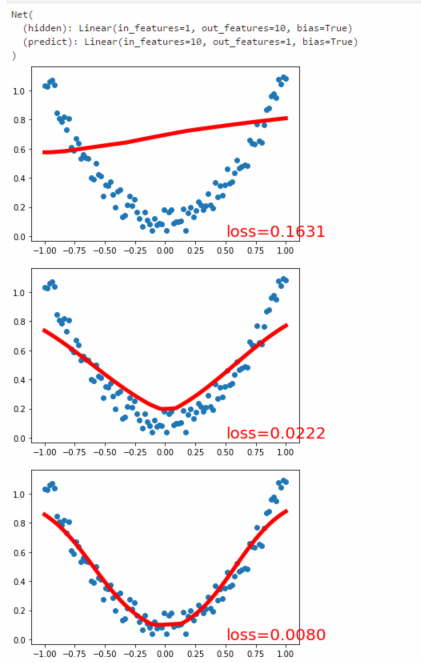 Net(
(hidden): Linear(in_features=1, out_features=10, bias=True)
(predict): Linear(in_features=10, out_features=1, bias=True)
)
1.0
0.8
0.6
0.4
0.2
0.0
loss=0.1631
−1.00 −0.75 −0.50 −0.25 0.00 0.25 0.50 0.75 1.00
1.0
0.8
0.6
0.4
0.2
0.0
loss=0.0222
−1.00 −0.75 −0.50 −0.25 0.00 0.25 0.50 0.75 1.00
1.0
0.8
0.6
0.4
0.2
0.0
loss=0.0080
−1.00 −0.75 −0.50 −0.25 0.00 0.25 0.50 0.75 1.00